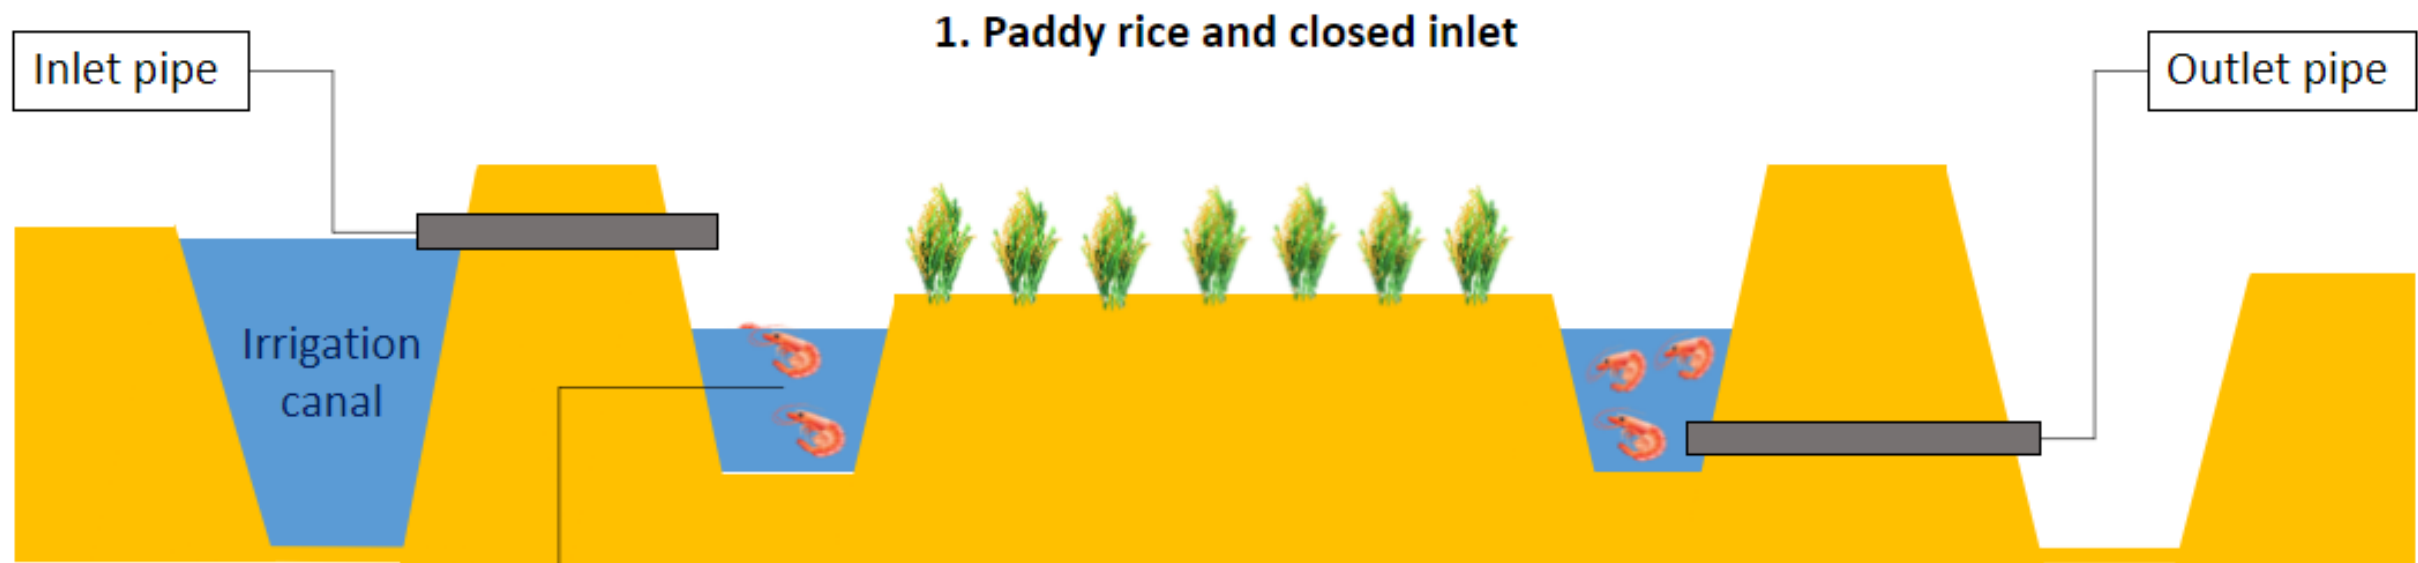 1. Paddy rice and closed inlet
Inlet pipe
Outlet pipe
Irrigation
canal